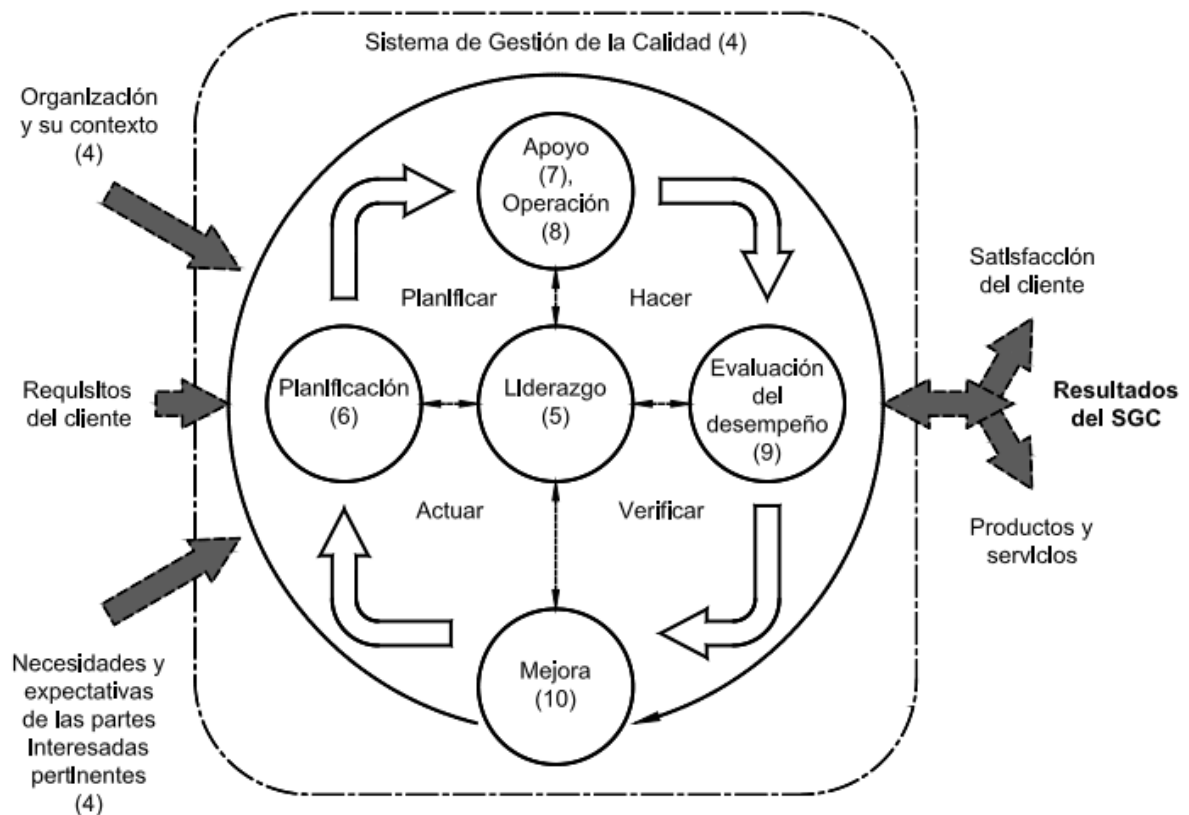 Sistema de Gestión de la Calidad (4)
Organización
y su contexto
(4)
Requisitos
del cliente
Necesidades y
expectativas
de las partes
interesadas
pertinentes
(4)
Apoyo
(7),
Operación
(8)
Planificar
Hacer
Planificación
(6)
Liderazgo
(5)
Evaluación
del
desempeño
(9)
Actuar
Verificar
Mejora
(10)
Satisfacción
del cliente
Resultados
del SGC
Productos y
servicios